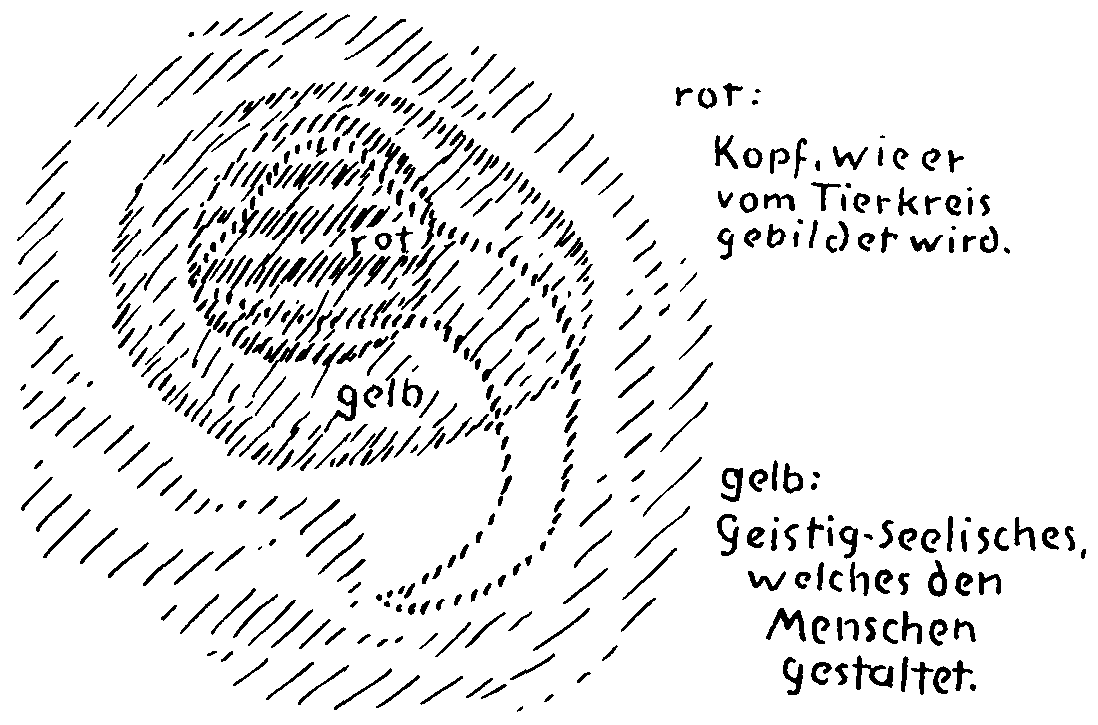 rot:
Kopf, wie er
vom Tierkreis
gebildet wird.
rot
gelb
gelb:
Geistig-Seelisches,
welches den
Menschen
gestaltet.